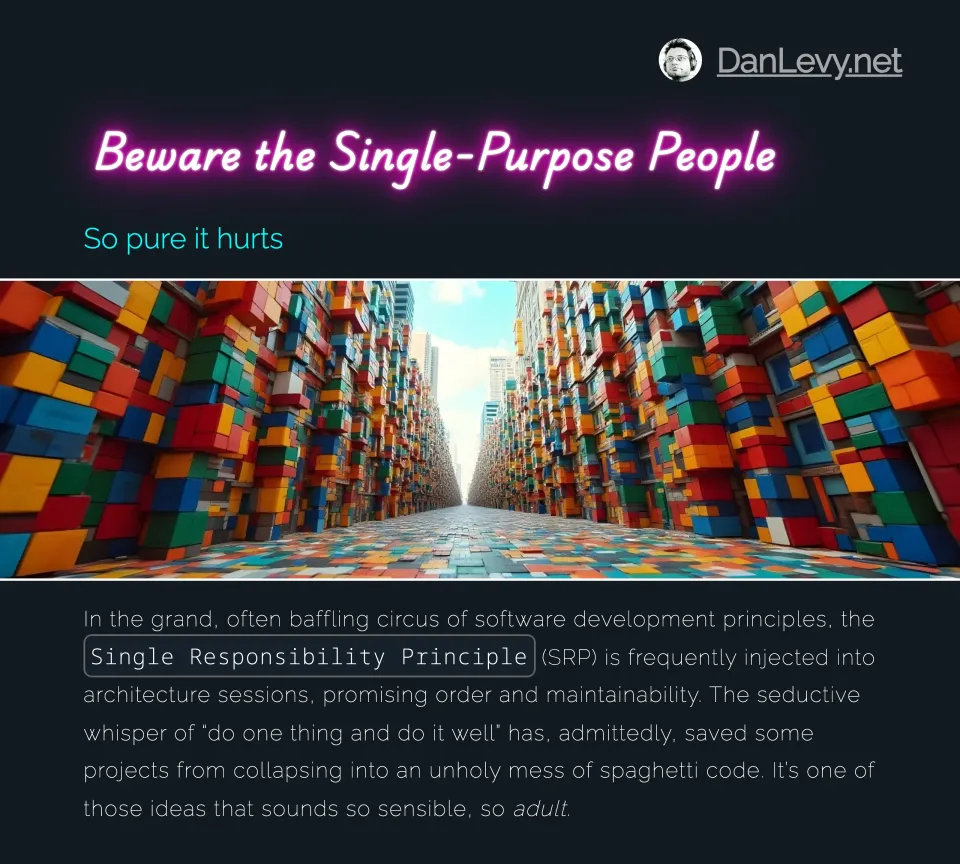 DanLevy.net
Beware the Single-Purpose People
So pure it hurts
In the grand, often baffling circus of software development principles, the
Single Responsibility Principle (SRP) is frequently injected into
architecture sessions, promising order and maintainability. The seductive
whisper of “do one thing and do it well” has, admittedly, saved some
projects from collapsing into an unholy mess of spaghetti code. It’s one of
those ideas that sounds so sensible, so adult.